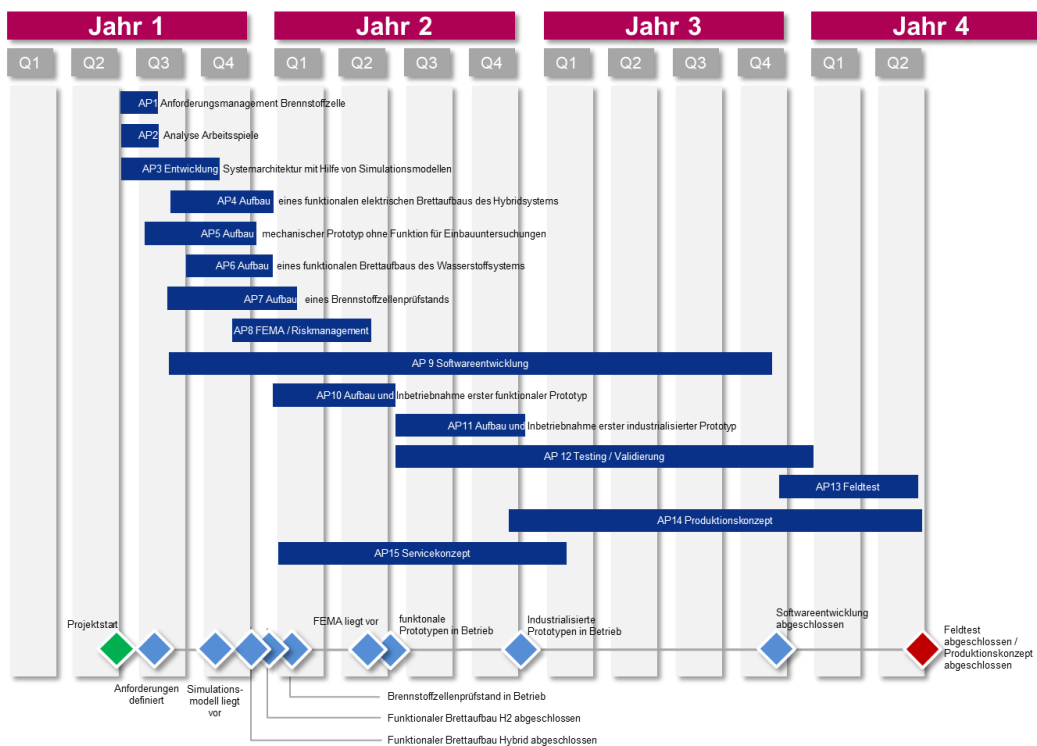 Jahr 1
Jahr 2
Jahr 3
Jahr 4
Q1
Q2
Q3
Q4
Q1
Q2
Q3
Q4
Q1
Q2
Q3
Q4
Q1
Q2
AP1 Anforderungsmanagement Brennstoffzelle
AP2 Analyse Arbeitsspiele
AP3 Entwicklung Systemarchitektur mit Hilfe von Simulationsmodellen
AP4 Aufbau eines funktionalen elektrischen Brettaufbaus des Hybridsystems
AP5 Aufbau mechanischer Prototyp ohne Funktion für Einbauuntersuchungen
AP6 Aufbau eines funktionalen Brettaufbaus des Wasserstoffsystems
AP7 Aufbau eines Brennstoffzellenprüfstands
AP8 FEMA / Riskmanagement
AP 9 Softwareentwicklung
AP10 Aufbau und Inbetriebnahme erster funktionaler Prototyp
AP11 Aufbau und Inbetriebnahme erster industrialisierter Prototyp
AP 12 Testing / Validierung
AP13 Feldtest
AP14 Produktionskonzept
AP15 Servicekonzept
Projektstart
FEMA liegt vor
funktonale
Prototypen in Betrieb
Industrialisierte
Prototypen in Betrieb
Softwareentwicklung
abgeschlossen
Feldtest
abgeschlossen /
Produktionskonzept
abgeschlossen
Anforderungen
definiert
Simulations-
modell liegt
vor
Brennstoffzellenprüfstand in Betrieb
Funktionaler Brettaufbau H2 abgeschlossen
Funktionaler Brettaufbau Hybrid abgeschlossen